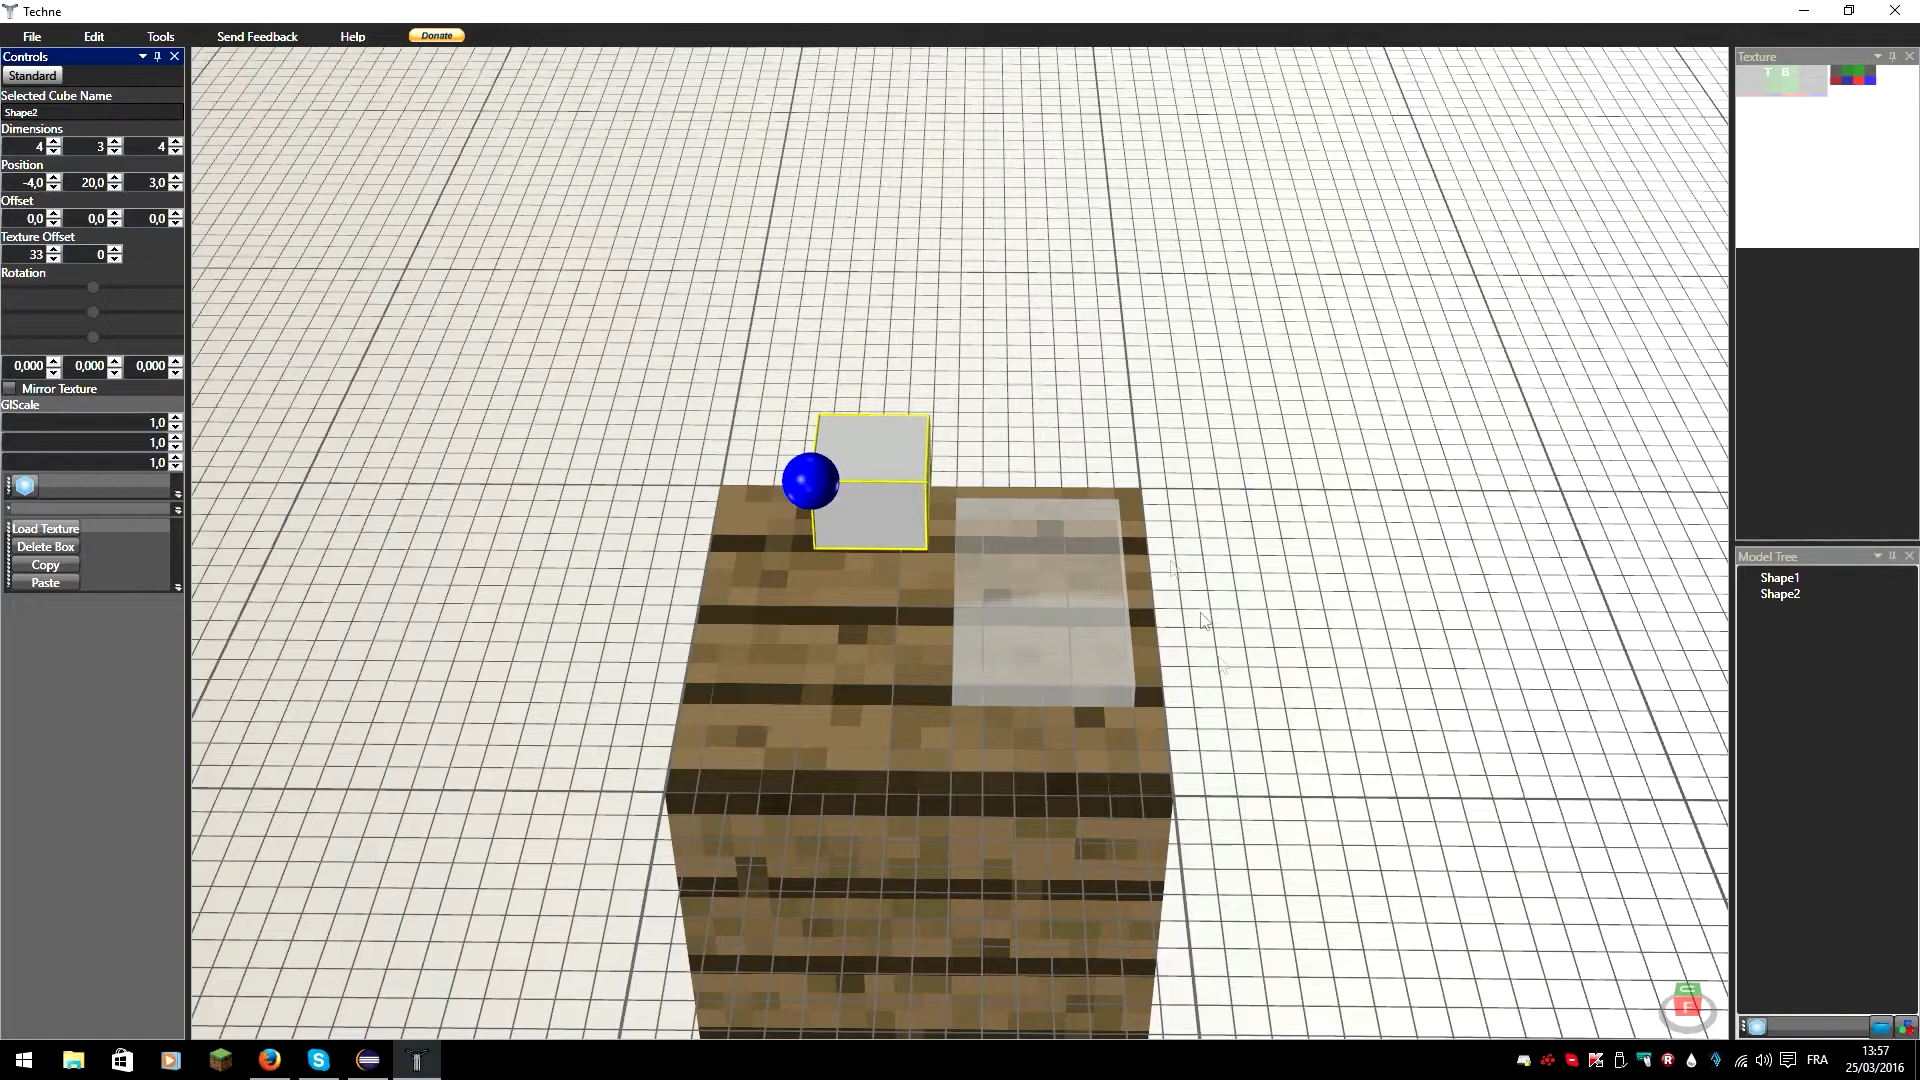 Techne
File Edit Tools Send Feedback Help Donate
Controls
Standard
Selected Cube Name
Shape2
Dimensions
4 3 4
Position
-4,0 20,0 3,0
Offset
0,0 0,0 0,0
Texture Offset
33 0
Rotation
0,000 0,000 0,000
Mirror Texture
GlScale
1,0
1,0
1,0
Load Texture
Delete Box
Copy
Paste
Texture
T B
Model Tree
Shape1
Shape2
F
FRA
13:57
25/03/2016